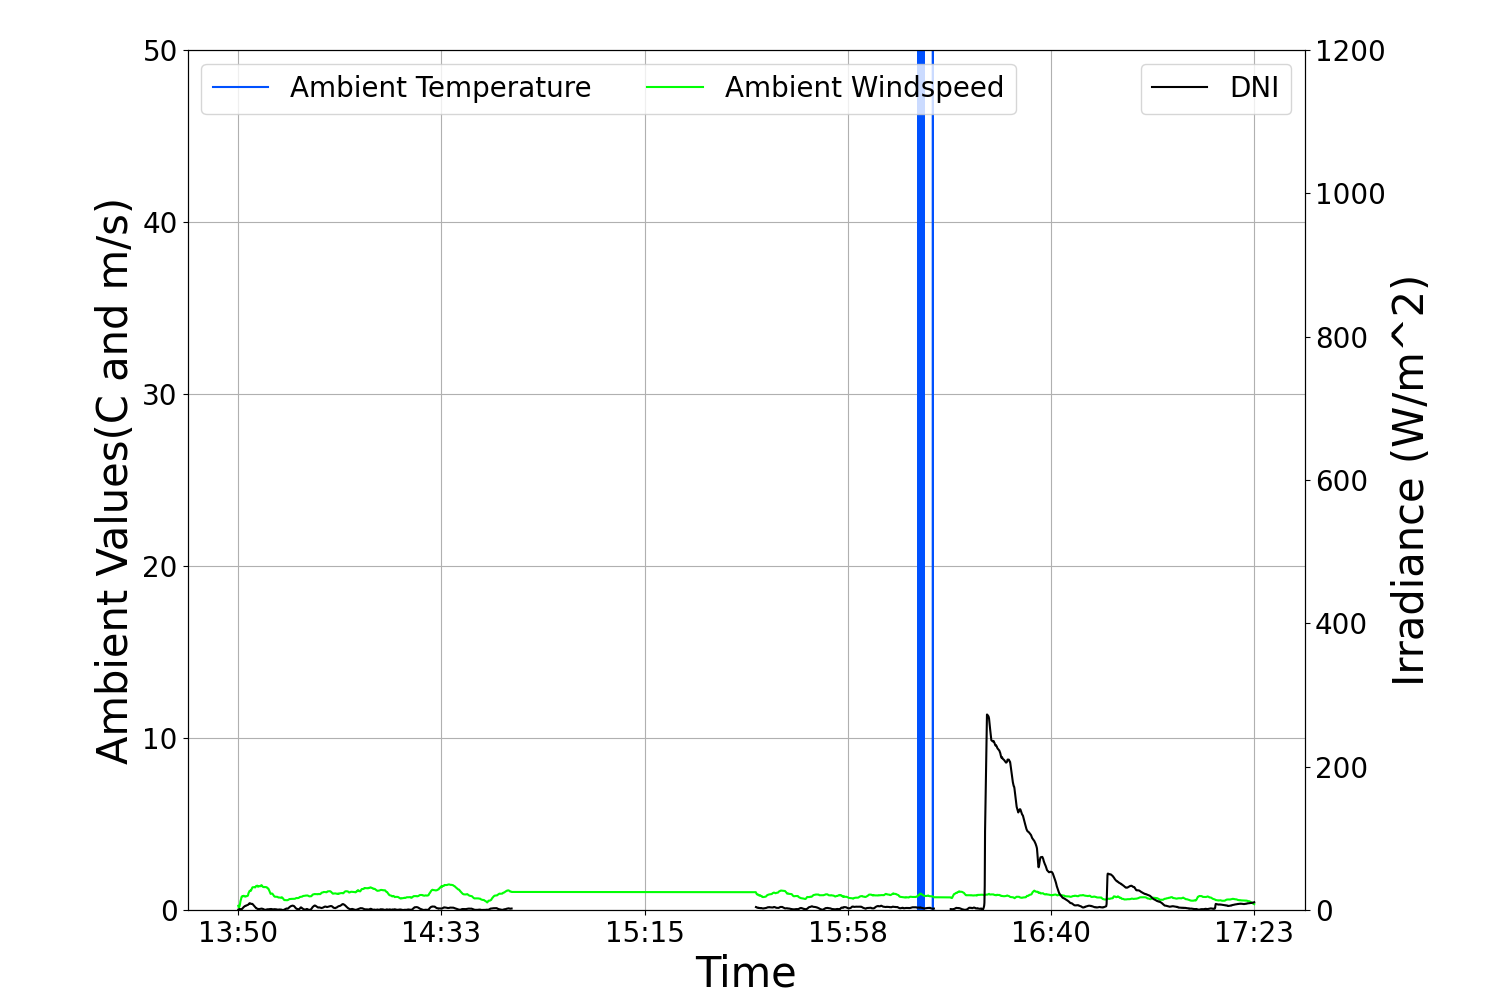 Ambient Temperature
Ambient Windspeed
DNI
Ambient Values(C and m/s)
50
40
30
20
10
0
1200
1000
800
600
400
200
0
Irradiance (W/m^2)
13:50 14:33 15:15 15:58 16:40 17:23
Time